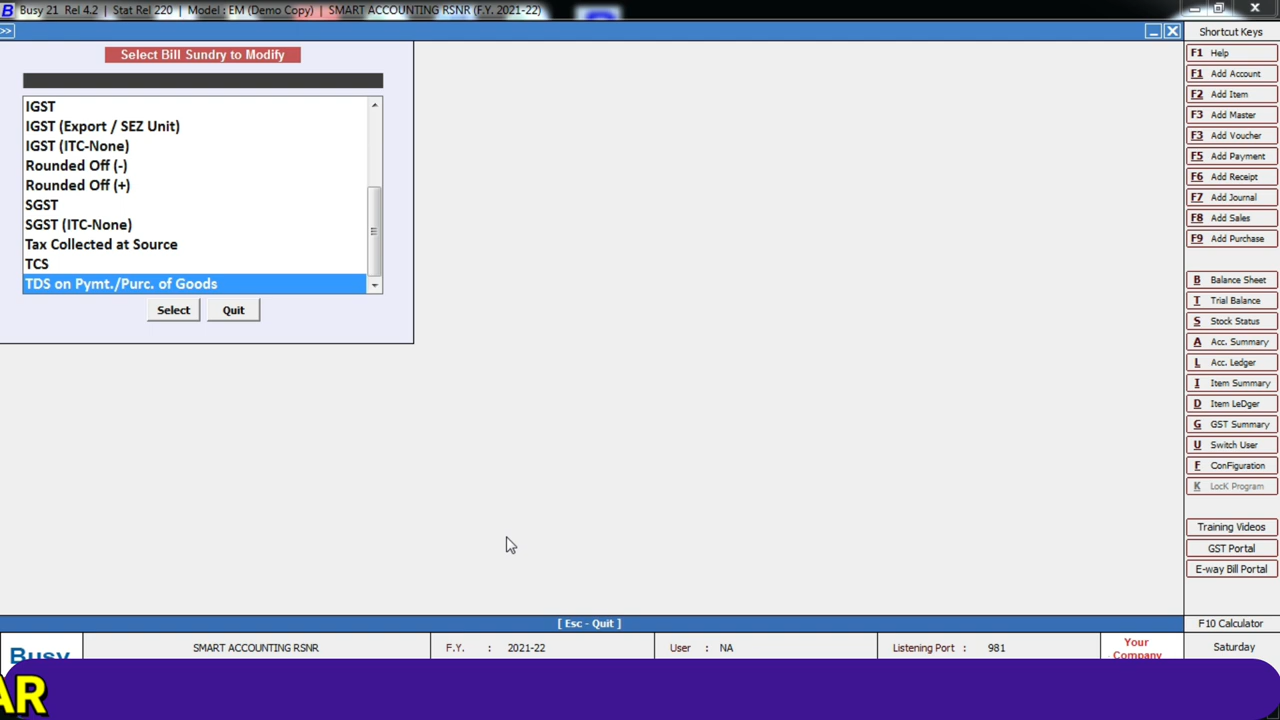 Busy 21 Rel 4.2 | Stat Rel 220 | Model : EM (Demo Copy) | SMART ACCOUNTING RSNR (F.Y. 2021-22)
>>
Select Bill Sundry to Modify
IGST
IGST (Export / SEZ Unit)
IGST (ITC-None)
Rounded Off (-)
Rounded Off (+)
SGST
SGST (ITC-None)
Tax Collected at Source
TCS
TDS on Pymt./Purc. of Goods
Select Quit
Shortcut Keys
F1 Help
F1 Add Account
F2 Add Item
F3 Add Master
F3 Add Voucher
F5 Add Payment
F6 Add Receipt
F7 Add Journal
F8 Add Sales
F9 Add Purchase
B Balance Sheet
T Trial Balance
S Stock Status
A Acc. Summary
L Acc. Ledger
I Item Summary
D Item LeDger
G GST Summary
U Switch User
F ConFiguration
K LocK Program
Training Videos
GST Portal
E-way Bill Portal
[ Esc - Quit ]
F10 Calculator
Busy SMART ACCOUNTING RSNR F.Y. : 2021-22 User : NA Listening Port : 981 Your Company Saturday
AR